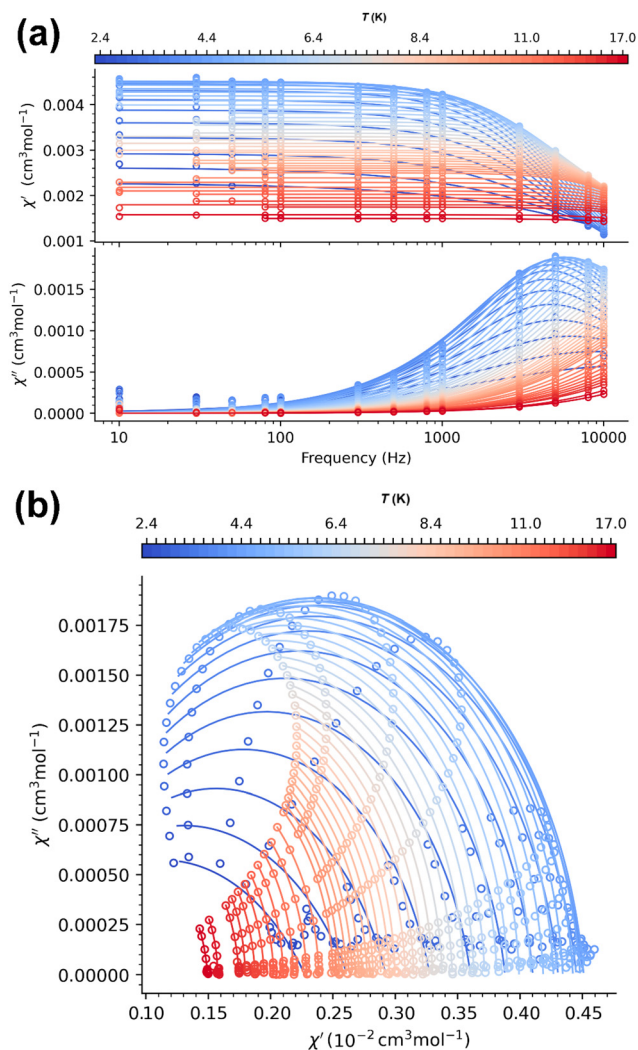 (a)
T (K)
2.4 4.4 6.4 8.4 11.0 17.0
χ′ (cm³mol⁻¹)
0.004
0.003
0.002
0.001
χ″ (cm³mol⁻¹)
0.0015
0.0010
0.0005
0.0000
10 100 1000 10000
Frequency (Hz)
(b)
T (K)
2.4 4.4 6.4 8.4 11.0 17.0
χ″ (cm³mol⁻¹)
0.00175
0.00150
0.00125
0.00100
0.00075
0.00050
0.00025
0.00000
0.10 0.15 0.20 0.25 0.30 0.35 0.40 0.45
χ′ (10⁻² cm³mol⁻¹)